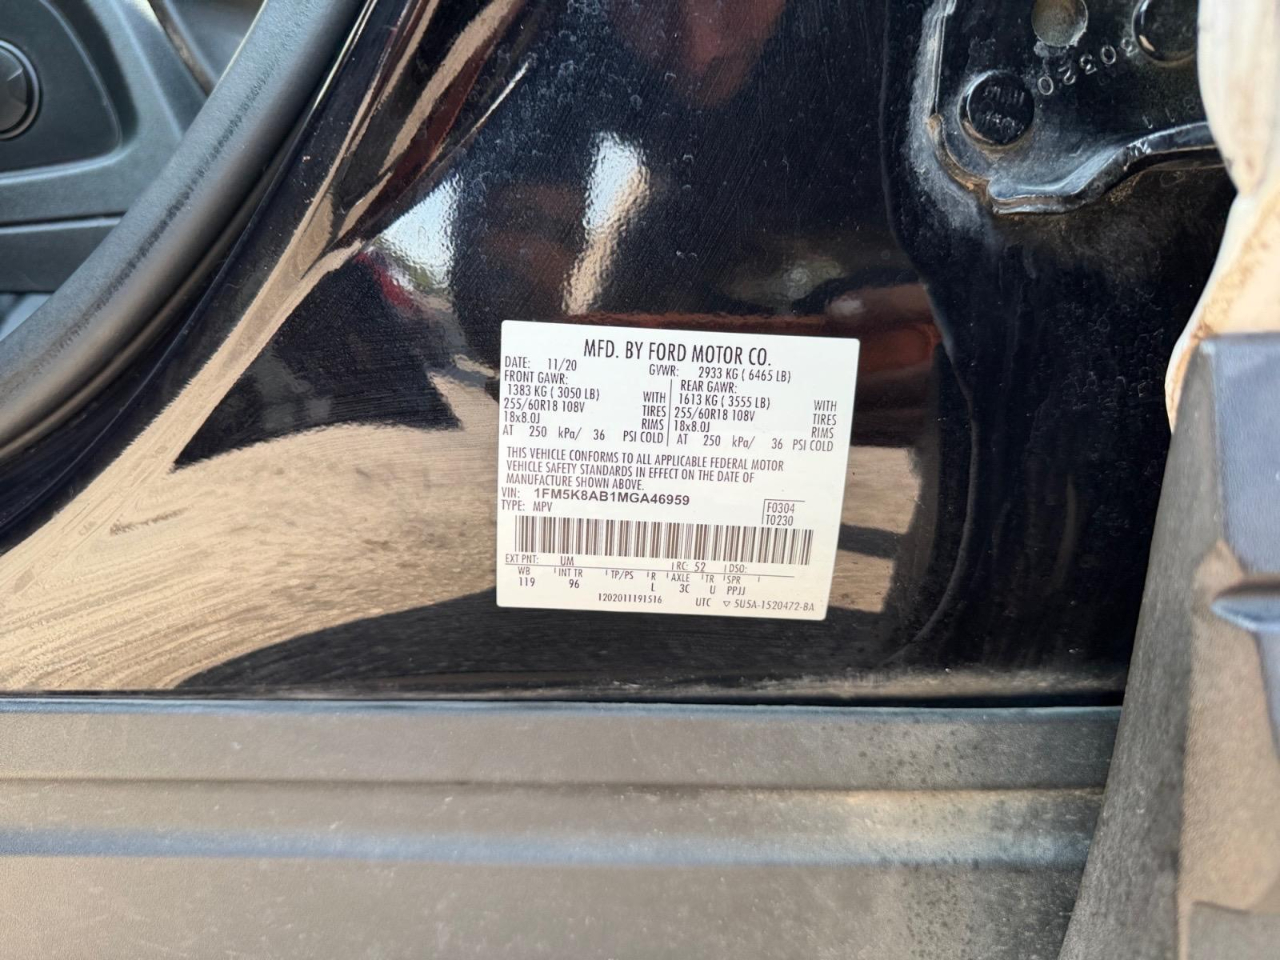 MFD. BY FORD MOTOR CO.
DATE: 11/20 GVWR: 2933 KG ( 6465 LB)
FRONT GAWR: REAR GAWR:
1383 KG ( 3050 LB) WITH 1613 KG ( 3555 LB) WITH
255/60R18 108V TIRES 255/60R18 108V TIRES
18x8.0J RIMS 18x8.0J RIMS
AT 250 kPa/ 36 PSI COLD AT 250 kPa/ 36 PSI COLD
THIS VEHICLE CONFORMS TO ALL APPLICABLE FEDERAL MOTOR
VEHICLE SAFETY STANDARDS IN EFFECT ON THE DATE OF
MANUFACTURE SHOWN ABOVE.
VIN: 1FM5K8AB1MGA46959
TYPE: MPV F0304
T0230
EXT PNT: UM RC: 52 DSO:
WB INT TR TP/PS R AXLE TR SPR
119 96 L 3C U PPJJ
1202011191516 UTC ▽ 5U5A-1520472-BA
0320